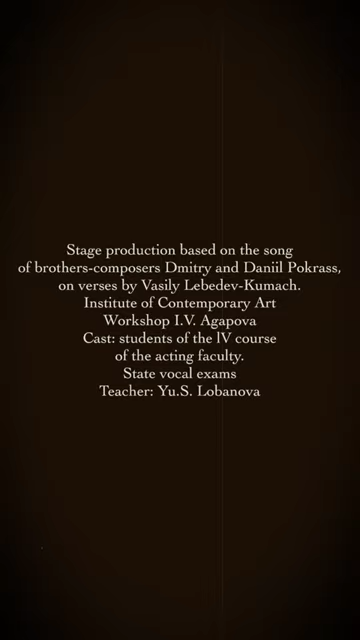 Stage production based on the song
of brothers-composers Dmitry and Daniil Pokrass,
on verses by Vasily Lebedev-Kumach.
Institute of Contemporary Art
Workshop I.V. Agapova
Cast: students of the lV course
of the acting faculty.
State vocal exams
Teacher: Yu.S. Lobanova